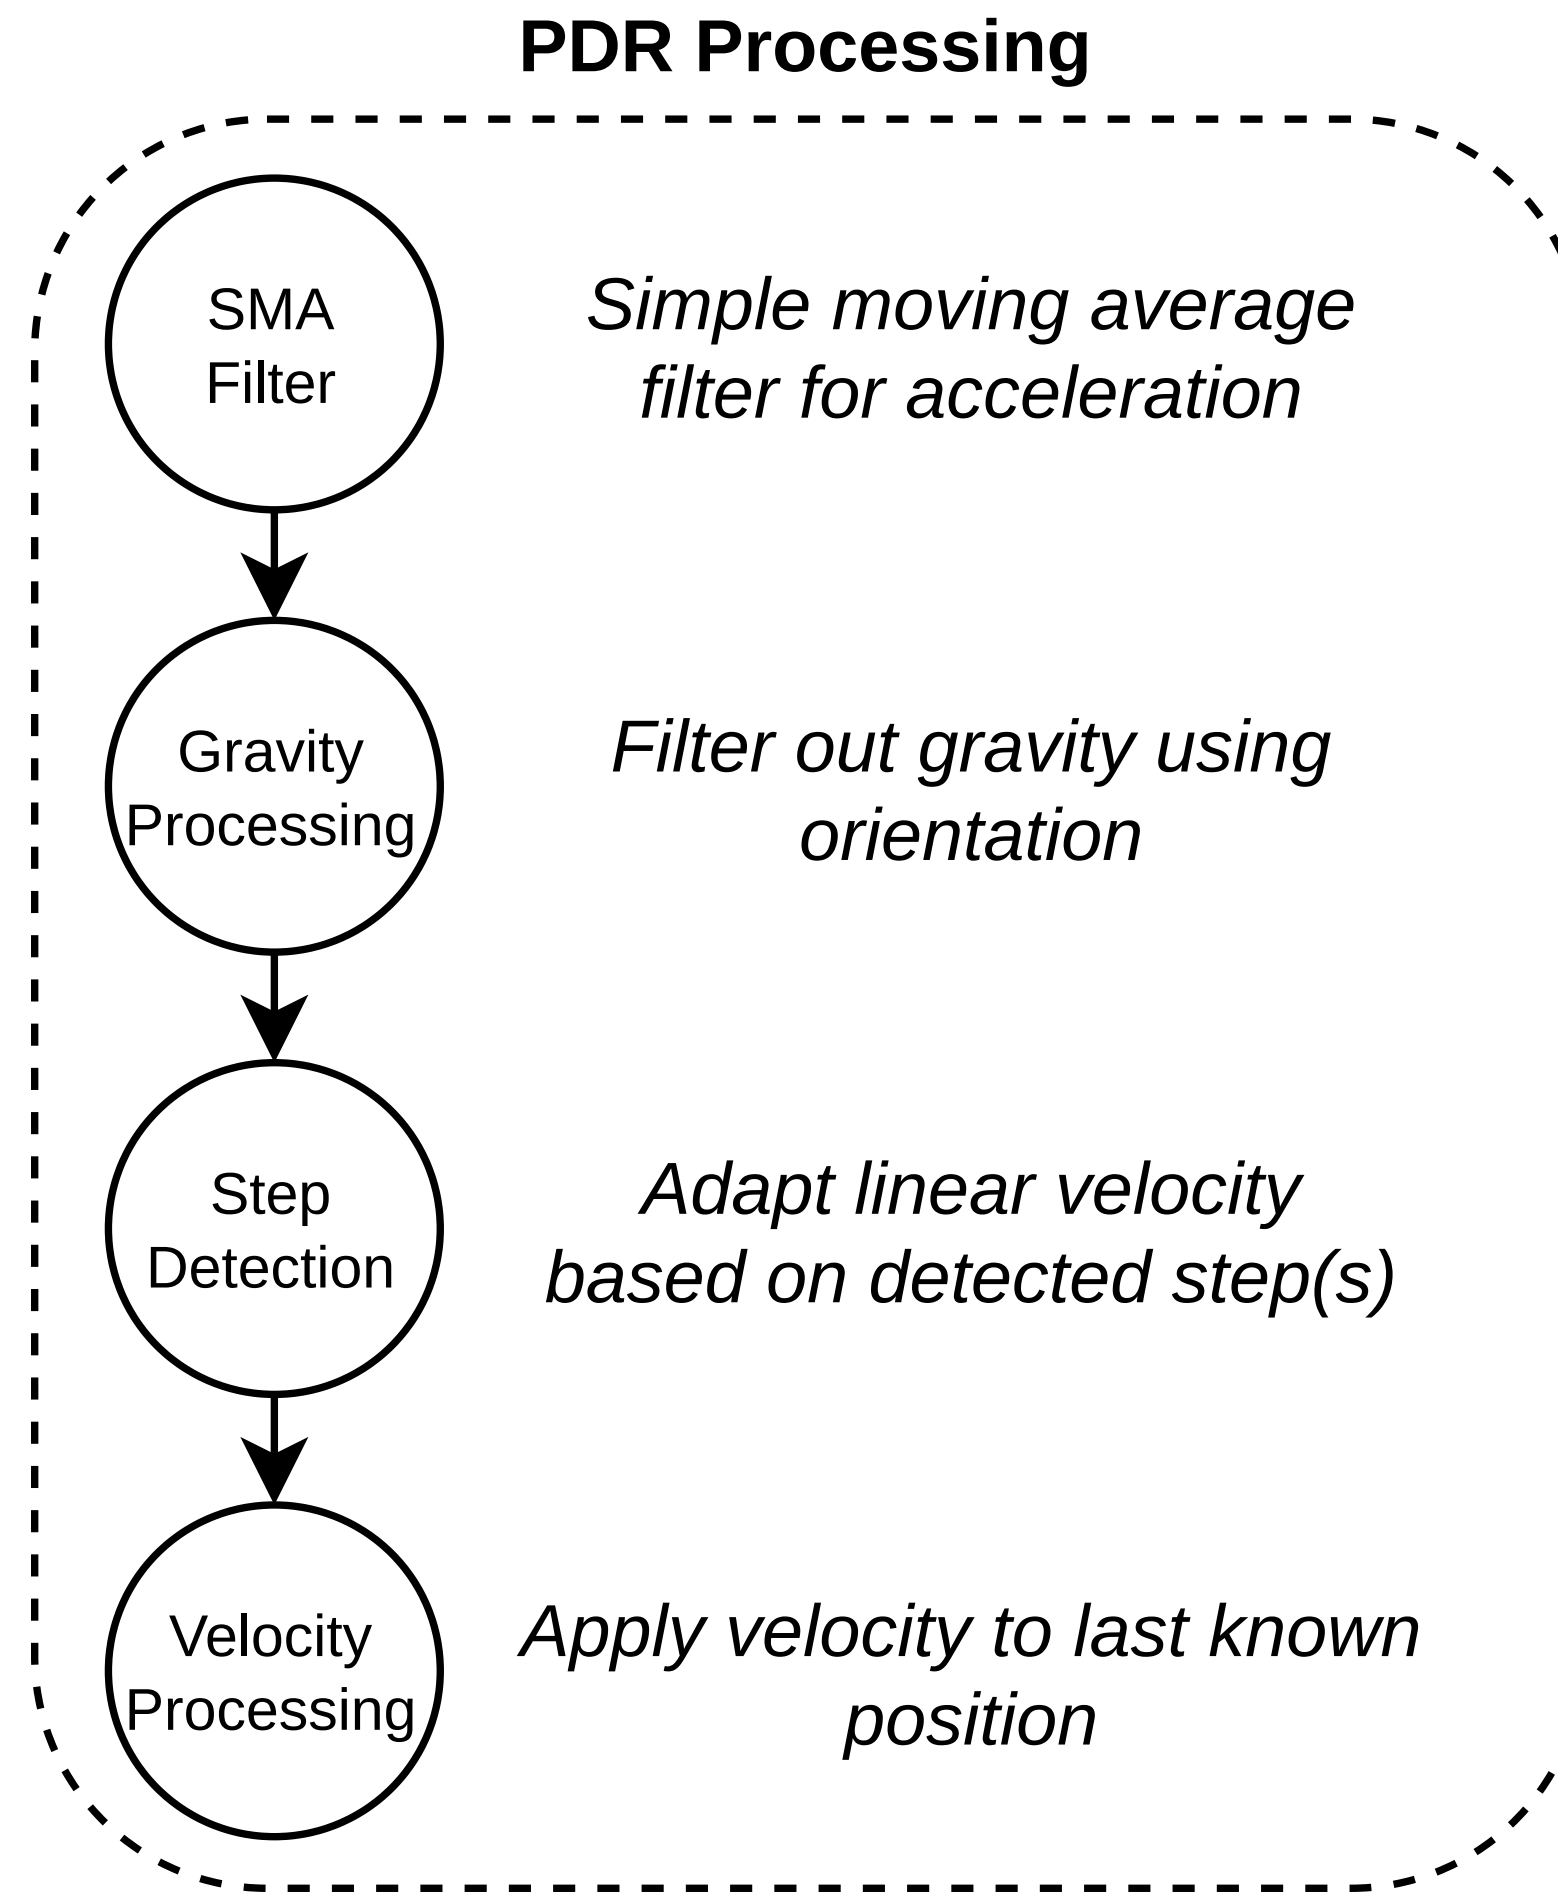 PDR Processing
SMA
Filter
Simple moving average
filter for acceleration
Gravity
Processing
Filter out gravity using
orientation
Step
Detection
Adapt linear velocity
based on detected step(s)
Velocity
Processing
Apply velocity to last known
position